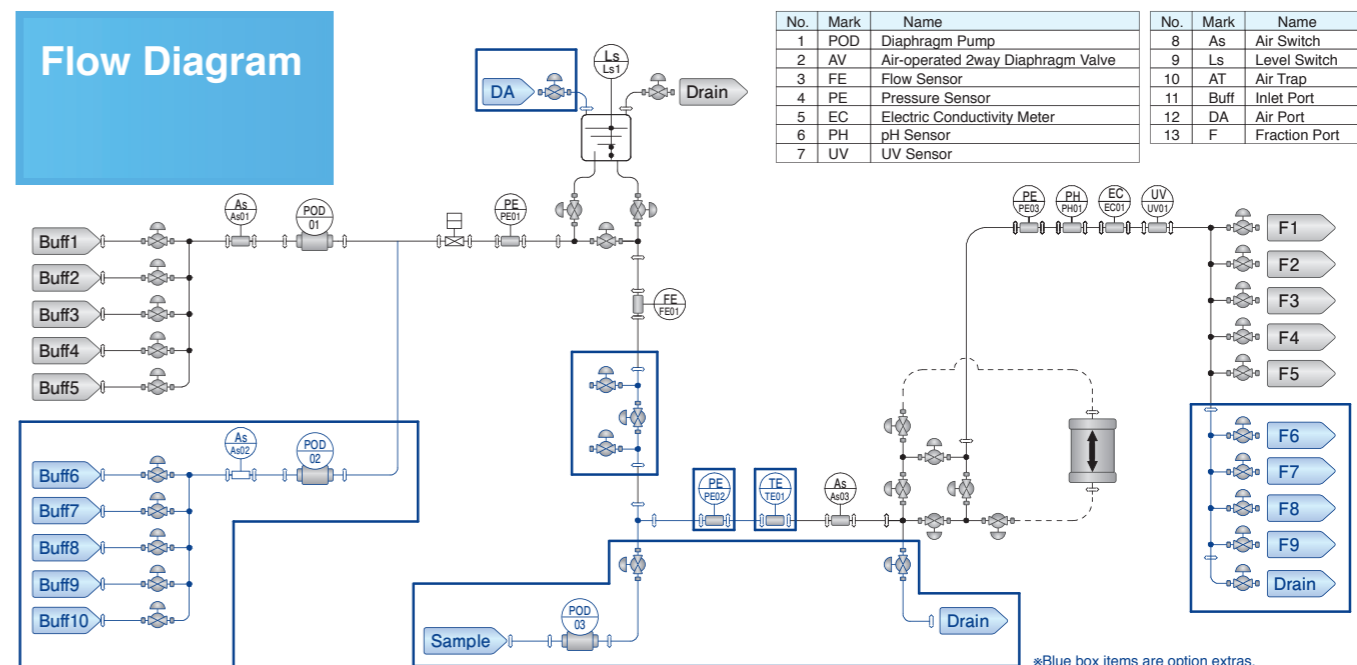 Flow Diagram
No. Mark Name
1 POD Diaphragm Pump
2 AV Air-operated 2way Diaphragm Valve
3 FE Flow Sensor
4 PE Pressure Sensor
5 EC Electric Conductivity Meter
6 PH pH Sensor
7 UV UV Sensor
No. Mark Name
8 As Air Switch
9 Ls Level Switch
10 AT Air Trap
11 Buff Inlet Port
12 DA Air Port
13 F Fraction Port
DA
Ls
Ls1
Drain
As
As01
POD
01
PE
PE01
Buff1
Buff2
Buff3
Buff4
Buff5
FE
FE01
PE
PE03
PH
PH01
EC
EC01
UV
UV01
F1
F2
F3
F4
F5
As
As02
POD
02
Buff6
Buff7
Buff8
Buff9
Buff10
PE
PE02
TE
TE01
As
As03
F6
F7
F8
F9
Drain
POD
03
Sample
Drain
※Blue box items are option extras.